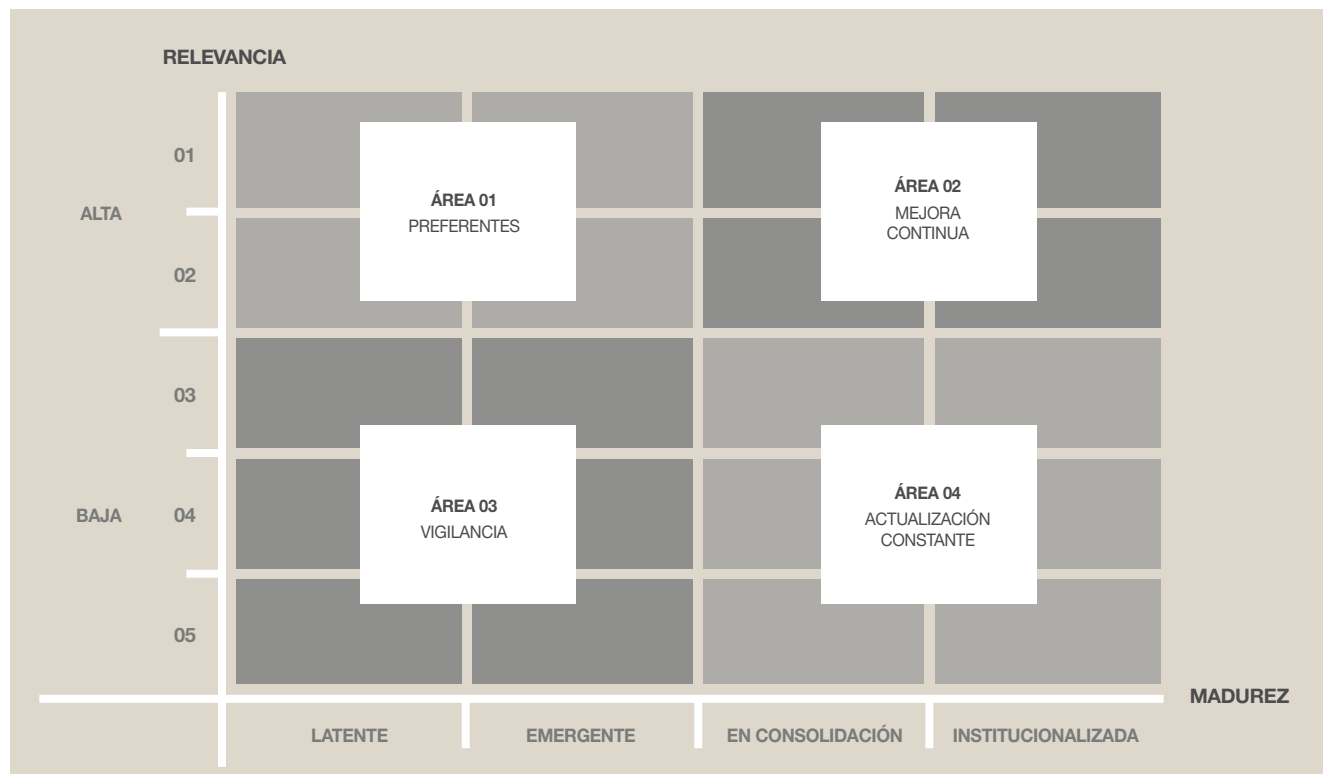 RELEVANCIA
01
ALTA
02
03
BAJA
04
05
ÁREA 01
PREFERENTES
ÁREA 02
MEJORA
CONTINUA
ÁREA 03
VIGILANCIA
ÁREA 04
ACTUALIZACIÓN
CONSTANTE
MADUREZ
LATENTE
EMERGENTE
EN CONSOLIDACIÓN
INSTITUCIONALIZADA